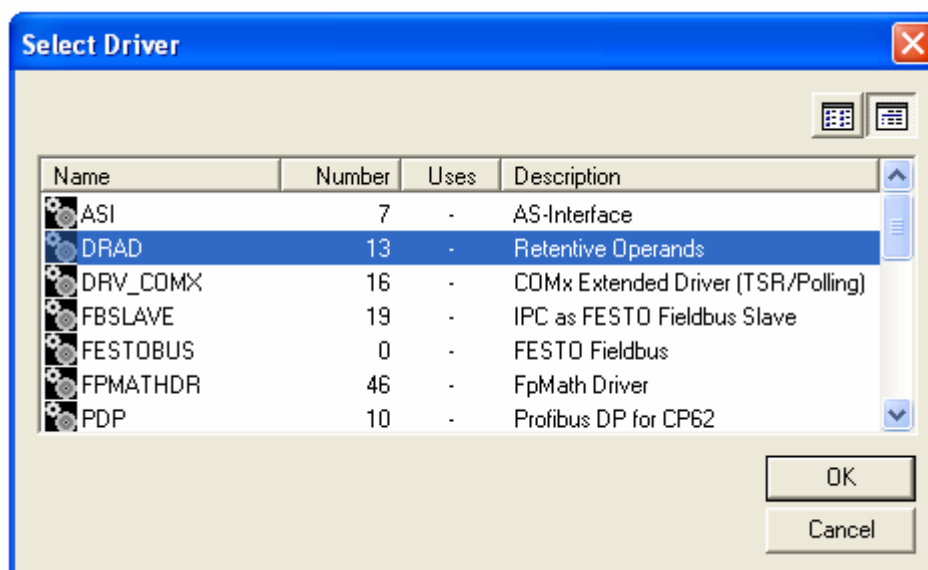 Select Driver
Name Number Uses Description
ASI 7 - AS-Interface
DRAD 13 - Retentive Operands
DRV_COMX 16 - COMx Extended Driver (TSR/Polling)
FBSLAVE 19 - IPC as FESTO Fieldbus Slave
FESTOBUS 0 - FESTO Fieldbus
FPMATHDR 46 - FpMath Driver
PDP 10 - Profibus DP for CP62
OK
Cancel